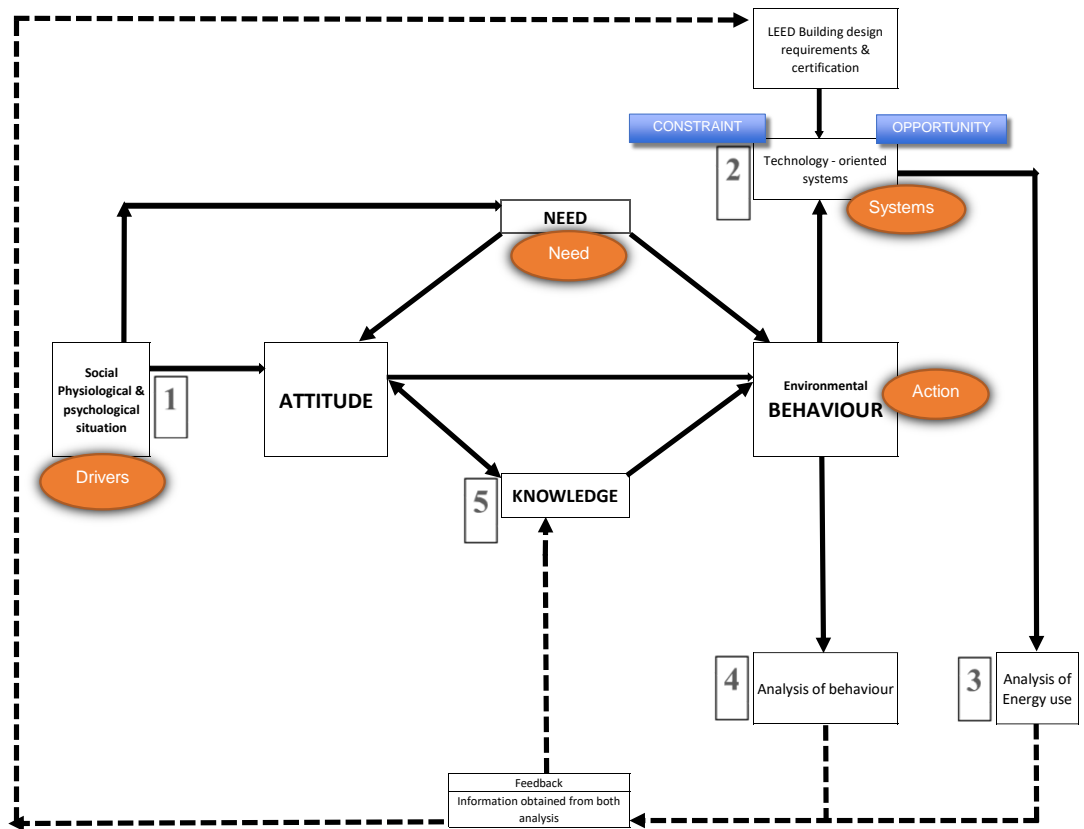 LEED Building design
requirements &
certification
CONSTRAINT
OPPORTUNITY
2
Technology - oriented
systems
Systems
NEED
Need
Social
Physiological &
psychological
situation
1
Drivers
ATTITUDE
Environmental
BEHAVIOUR
Action
5
KNOWLEDGE
4
Analysis of behaviour
3
Analysis of
Energy use
Feedback
Information obtained from both
analysis